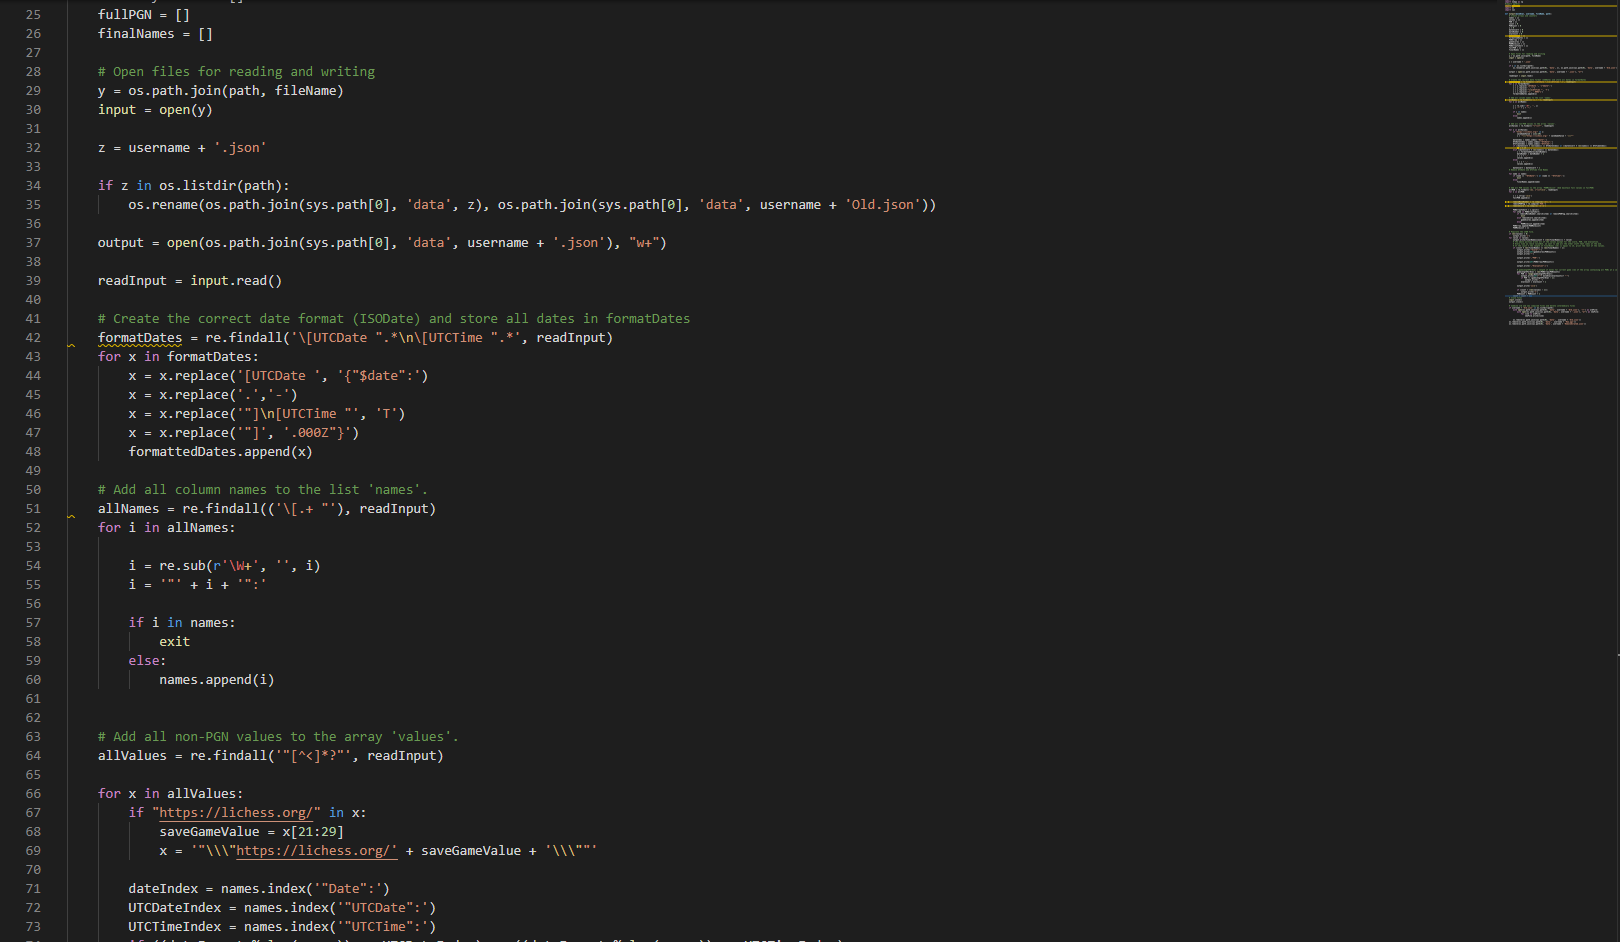 25 fullPGN = []
26 finalNames = []
27
28 # Open files for reading and writing
29 y = os.path.join(path, fileName)
30 input = open(y)
31
32 z = username + '.json'
33
34 if z in os.listdir(path):
35 os.rename(os.path.join(sys.path[0], 'data', z), os.path.join(sys.path[0], 'data', username + 'Old.json'))
36
37 output = open(os.path.join(sys.path[0], 'data', username + '.json'), "w+")
38
39 readInput = input.read()
40
41 # Create the correct date format (ISODate) and store all dates in formatDates
42 formatDates = re.findall('\[UTCDate ".*\n\[UTCTime ".*', readInput)
43 for x in formatDates:
44 x = x.replace('[UTCDate ', '{"$date":')
45 x = x.replace('.','-')
46 x = x.replace('"]\n[UTCTime "', 'T')
47 x = x.replace('"]', '.000Z"}')
48 formattedDates.append(x)
49
50 # Add all column names to the list 'names'.
51 allNames = re.findall(('\[.+ "'), readInput)
52 for i in allNames:
53
54 i = re.sub(r'\W+', '', i)
55 i = '"' + i + '":'
56
57 if i in names:
58 exit
59 else:
60 names.append(i)
61
62
63 # Add all non-PGN values to the array 'values'.
64 allValues = re.findall('"[^<]*?"', readInput)
65
66 for x in allValues:
67 if "https://lichess.org/" in x:
68 saveGameValue = x[21:29]
69 x = '"\\\"https://lichess.org/' + saveGameValue + '\\\""'
70
71 dateIndex = names.index('"Date":')
72 UTCDateIndex = names.index('"UTCDate":')
73 UTCTimeIndex = names.index('"UTCTime":')